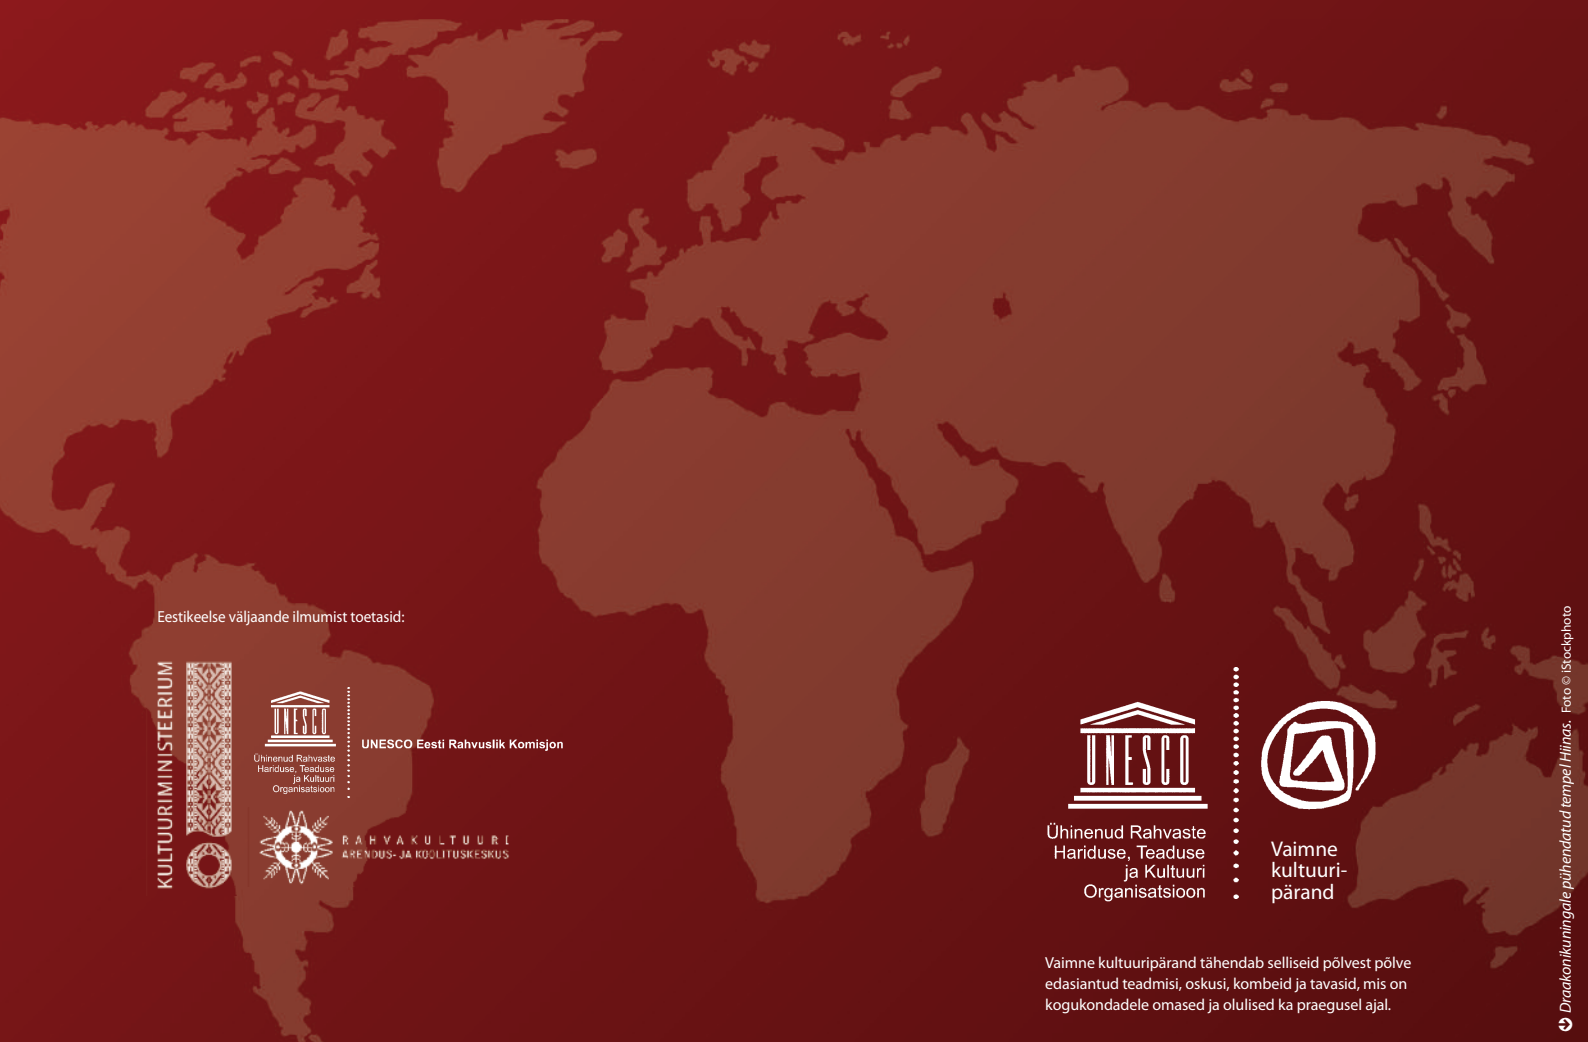 Eestikeelse väljaande ilmumist toetasid:
KULTUURIMINISTEERIUM
UNESCO
Ühinenud Rahvaste
Hariduse, Teaduse
ja Kultuuri
Organisatsioon
UNESCO Eesti Rahvuslik Komisjon
RAHVAKULTUURI
ARENDUS- JA KOOLITUSKESKUS
UNESCO
Ühinenud Rahvaste
Hariduse, Teaduse
ja Kultuuri
Organisatsioon
Vaimne
kultuuri-
pärand
Vaimne kultuuripärand tähendab selliseid põlvest põlve
edasiantud teadmisi, oskusi, kombeid ja tavasid, mis on
kogukondadele omased ja olulised ka praegusel ajal.
Draakonikuningale pühendatud tempel Hiinas. Foto © iStockphoto